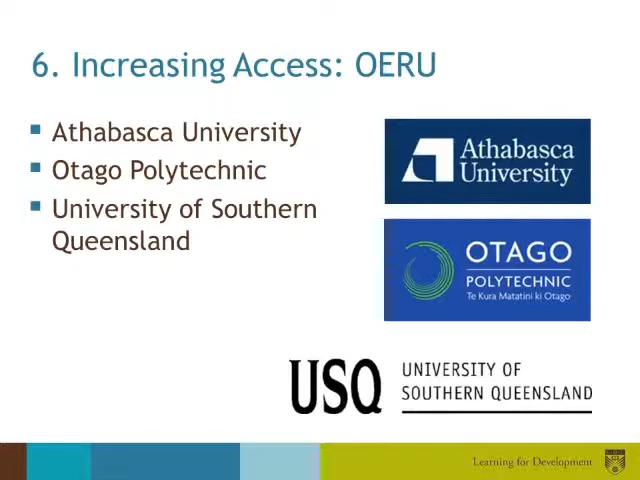 6. Increasing Access: OERU
Athabasca University
Otago Polytechnic
University of Southern
Queensland
Athabasca
University
OTAGO
POLYTECHNIC
Te Kura Matatini ki Otago
USQ
UNIVERSITY OF
SOUTHERN QUEENSLAND
Learning for Development